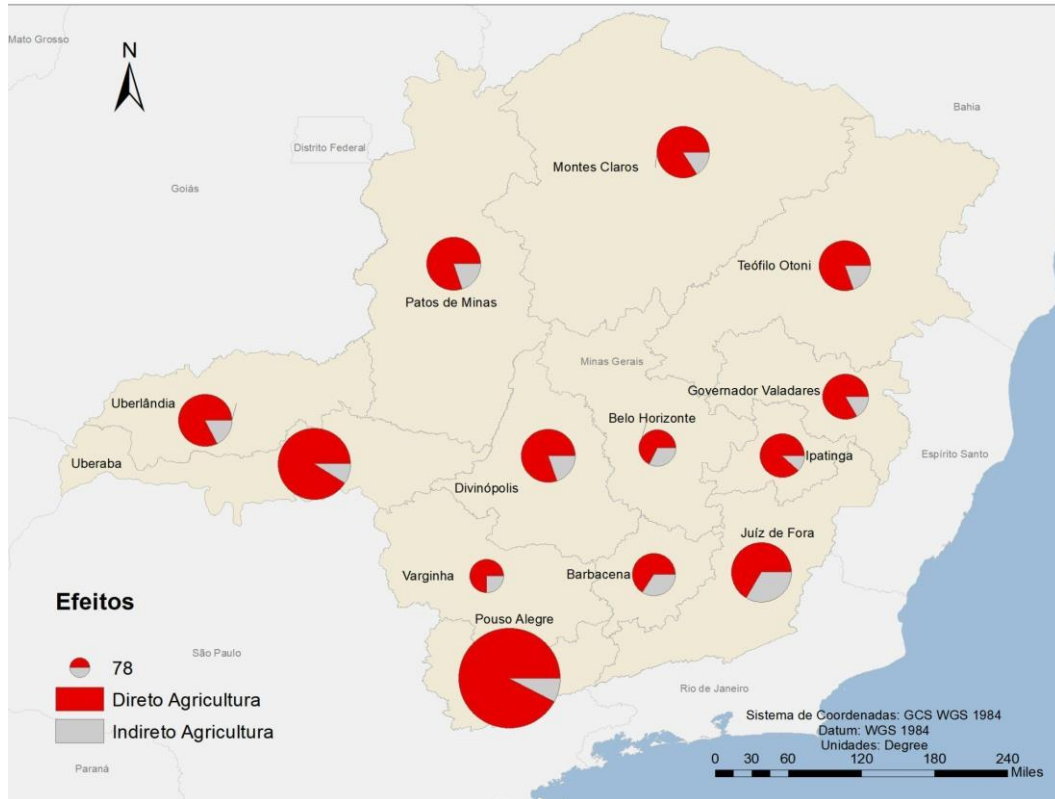 Mato Grosso
N
Bahia
Distrito Federal
Montes Claros
Goiás
Teófilo Otoni
Patos de Minas
Minas Gerais
Governador Valadares
Uberlândia
Belo Horizonte
Ipatinga
Espírito Santo
Uberaba
Divinópolis
Juíz de Fora
Varginha
Barbacena
Efeitos
Pouso Alegre
78
São Paulo
Direto Agricultura
Rio de Janeiro
Indireto Agricultura
Sistema de Coordenadas: GCS WGS 1984
Datum: WGS 1984
Unidades: Degree
Paraná
0 30 60 120 180 240
Miles